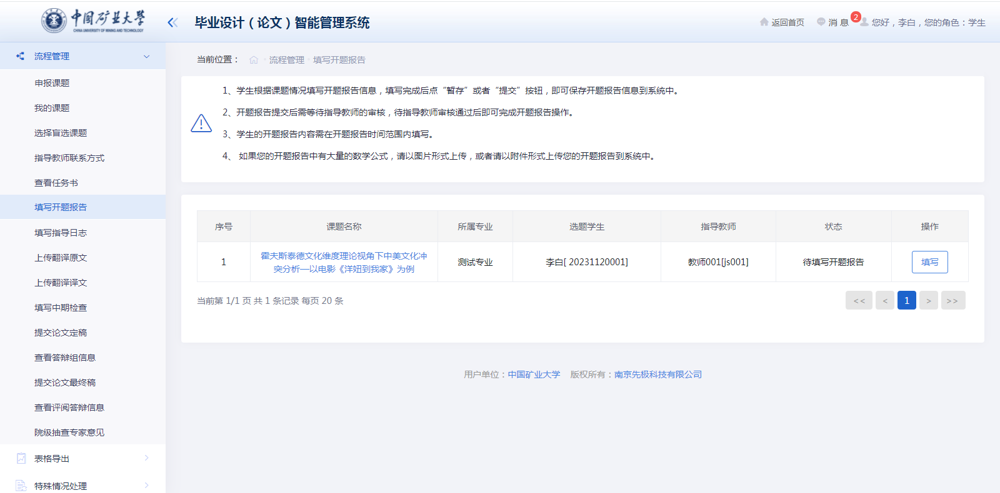 中国矿业大学
CHINA UNIVERSITY OF MINING AND TECHNOLOGY
毕业设计（论文）智能管理系统
返回首页
消 息
2
您好，李白，您的角色：学生
流程管理
申报课题
我的课题
选择盲选课题
指导教师联系方式
查看任务书
填写开题报告
填写指导日志
上传翻译原文
上传翻译译文
填写中期检查
提交论文定稿
查看答辩组信息
提交论文最终稿
查看评阅答辩信息
院级抽查专家意见
表格导出
特殊情况处理
当前位置： 流程管理 填写开题报告
1、学生根据课题情况填写开题报告信息，填写完成后点“暂存”或者“提交”按钮，即可保存开题报告信息到系统中。
2、开题报告提交后需等待指导教师的审核，待指导教师审核通过后即可完成开题报告操作。
3、学生的开题报告内容需在开题报告时间范围内填写。
4、 如果您的开题报告中有大量的数学公式，请以图片形式上传，或者请以附件形式上传您的开题报告到系统中。
序号 课题名称 所属专业 选题学生 指导教师 状态 操作
1 霍夫斯泰德文化维度理论视角下中美文化冲
突分析—以电影《洋妞到我家》为例 测试专业 李白[ 20231120001] 教师001[js001] 待填写开题报告 填写
当前第 1/1 页 共 1 条记录 每页 20 条
<< < 1 > >>
用户单位：中国矿业大学 版权所有：南京先极科技有限公司